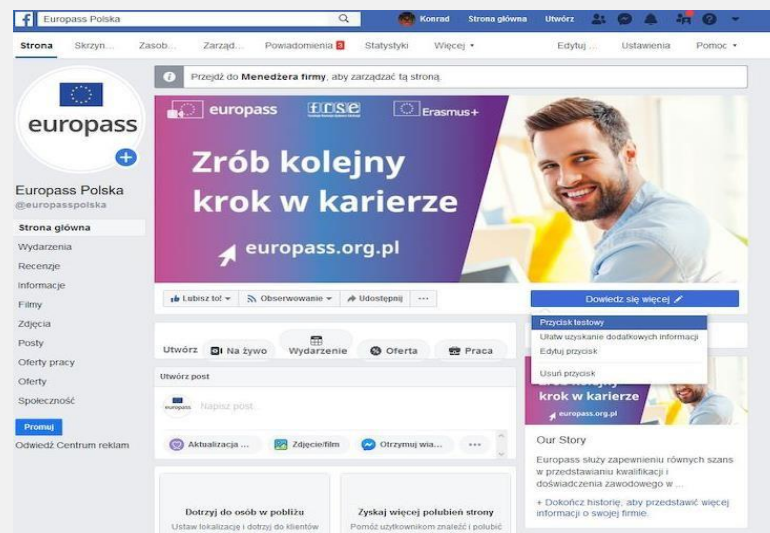 Europass Polska
Konrad Strona główna Utwórz
Strona Skrzyn... Zasob... Zarząd... Powiadomienia 3 Statystyki Więcej Edytuj ... Ustawienia Pomoc
Przejdź do Menedżera firmy, aby zarządzać tą stroną.
europass
europass
frse
Erasmus+
Zrób kolejny
krok w karierze
europass.org.pl
Europass Polska
@europasspolska
Strona główna
Wydarzenia
Recenzje
Informacje
Filmy
Zdjęcia
Posty
Oferty pracy
Oferty
Społeczność
Promuj
Odwiedź Centrum reklam
Lubisz to! Obserwowanie Udostępnij ...
Dowiedz się więcej
Przycisk testowy
Ułatw uzyskanie dodatkowych informacji
Edytuj przycisk
Usuń przycisk
Utwórz Na żywo Wydarzenie Oferta Praca
Utwórz post
europass
Napisz post
Aktualizacja ... Zdjęcie/film Otrzymuj wia... ...
Dotrzyj do osób w pobliżu
Ustaw lokalizację i dotrzyj do klientów
Zyskaj więcej polubień strony
Pomóż użytkownikom znaleźć i polubić
krok w karierze
europass.org.pl
Our Story
Europass służy zapewnieniu równych szans
w przedstawianiu kwalifikacji i
doświadczenia zawodowego w ...
+ Dokończ historię, aby przedstawić więcej
informacji o swojej firmie.